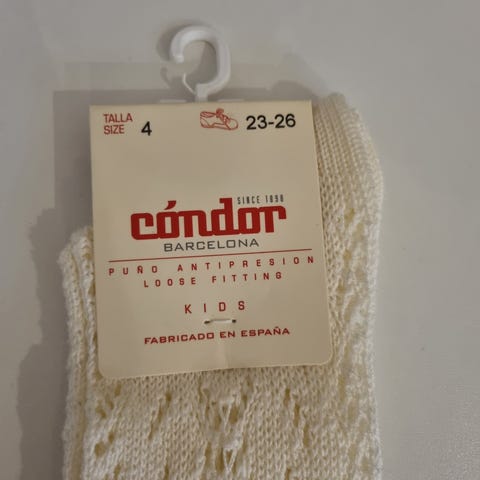 TALLA
SIZE 4 23-26
SINCE 1898
cóndor
BARCELONA
PUÑO ANTIPRESION
LOOSE FITTING
KIDS
FABRICADO EN ESPAÑA